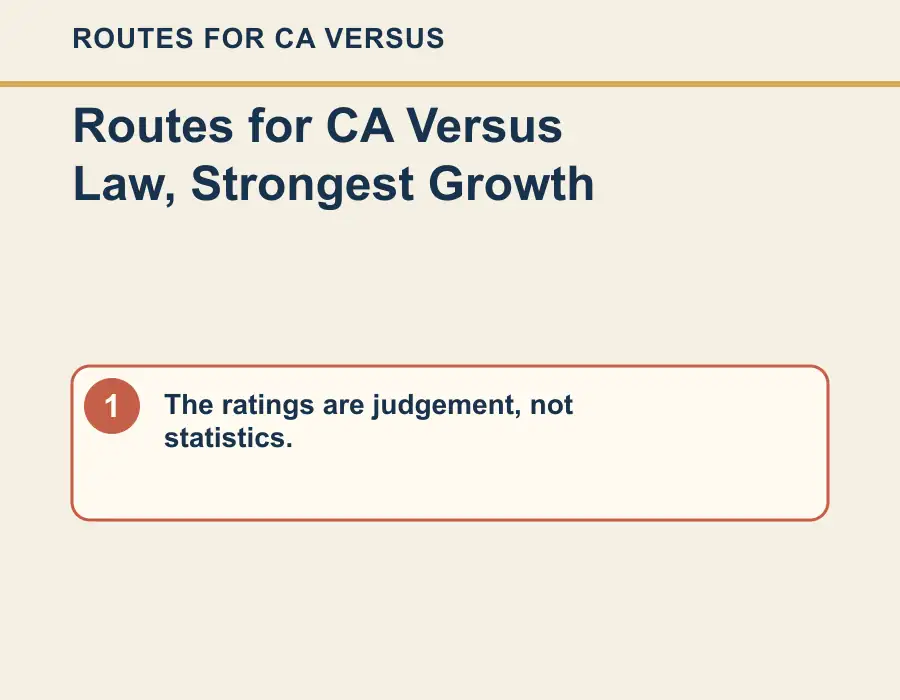 ROUTES FOR CA VERSUS
Routes for CA Versus
Law, Strongest Growth
1
The ratings are judgement, not
statistics.